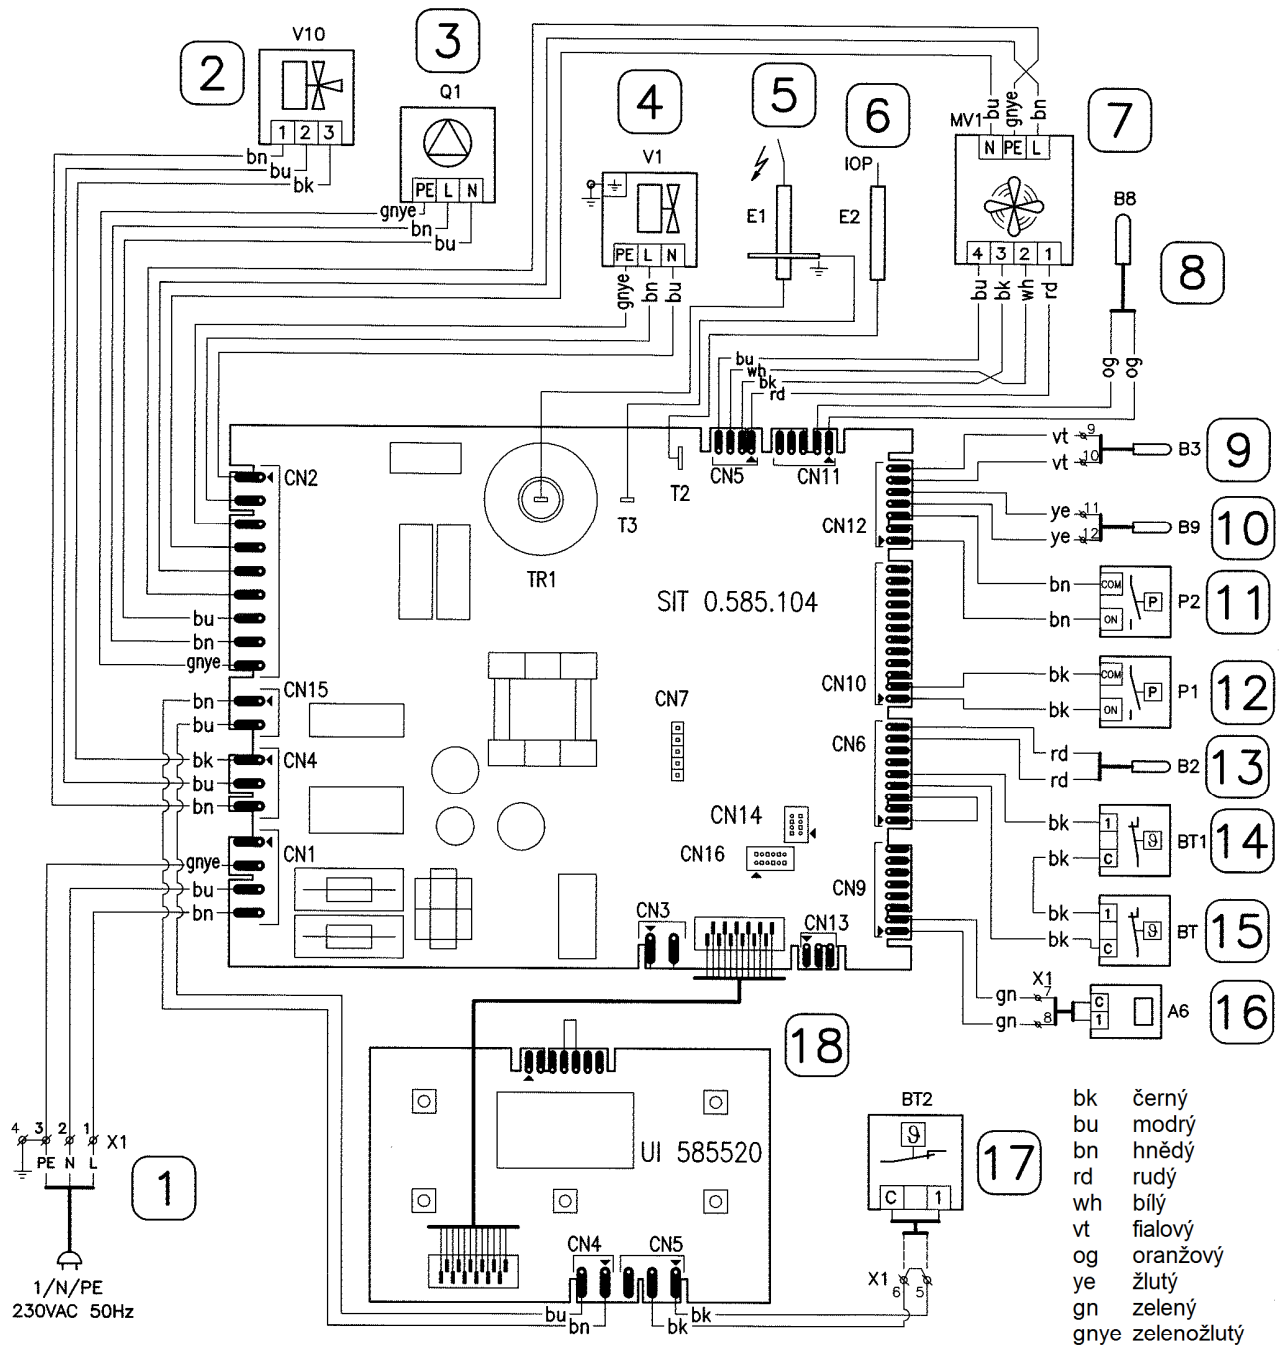 V10
2
3
Q1
4
5
6
7
8
V1
IOP
MV1
bu
gnye
bn
N PE L
B8
1 2 3
bn
bu
bk
PE L N
gnye
bn
bu
E1
E2
PE L N
gnye
bn
bu
4 3 2 1
bu
bk
wh
rd
og
og
bu
wh
bk
rd
CN2
T2
CN5
CN11
T3
TR1
CN12
vt 9
vt 10
B3
9
ye 11
ye 12
B9
10
SIT 0.585.104
bn COM
bn ON
P
P2
11
bu
bn
gnye
CN15
bn
bu
CN7
CN10
bk COM
bk ON
P
P1
12
CN4
bk
bu
bn
CN6
rd
rd
B2
13
CN14
CN16
bk 1
bk C
ϑ
BT1
14
CN1
gnye
bu
bn
CN9
bk 1
bk C
ϑ
BT
15
CN3
CN13
X1
gn 7
gn 8
C
1
A6
16
18
UI 585520
BT2
ϑ
C 1
17
4 3 2 1 X1
PE N L
1
1/N/PE
230VAC 50Hz
CN4
CN5
bu
bn
bk
bk
X1
6 5
bk černý
bu modrý
bn hnědý
rd rudý
wh bílý
vt fialový
og oranžový
ye žlutý
gn zelený
gnye zelenožlutý